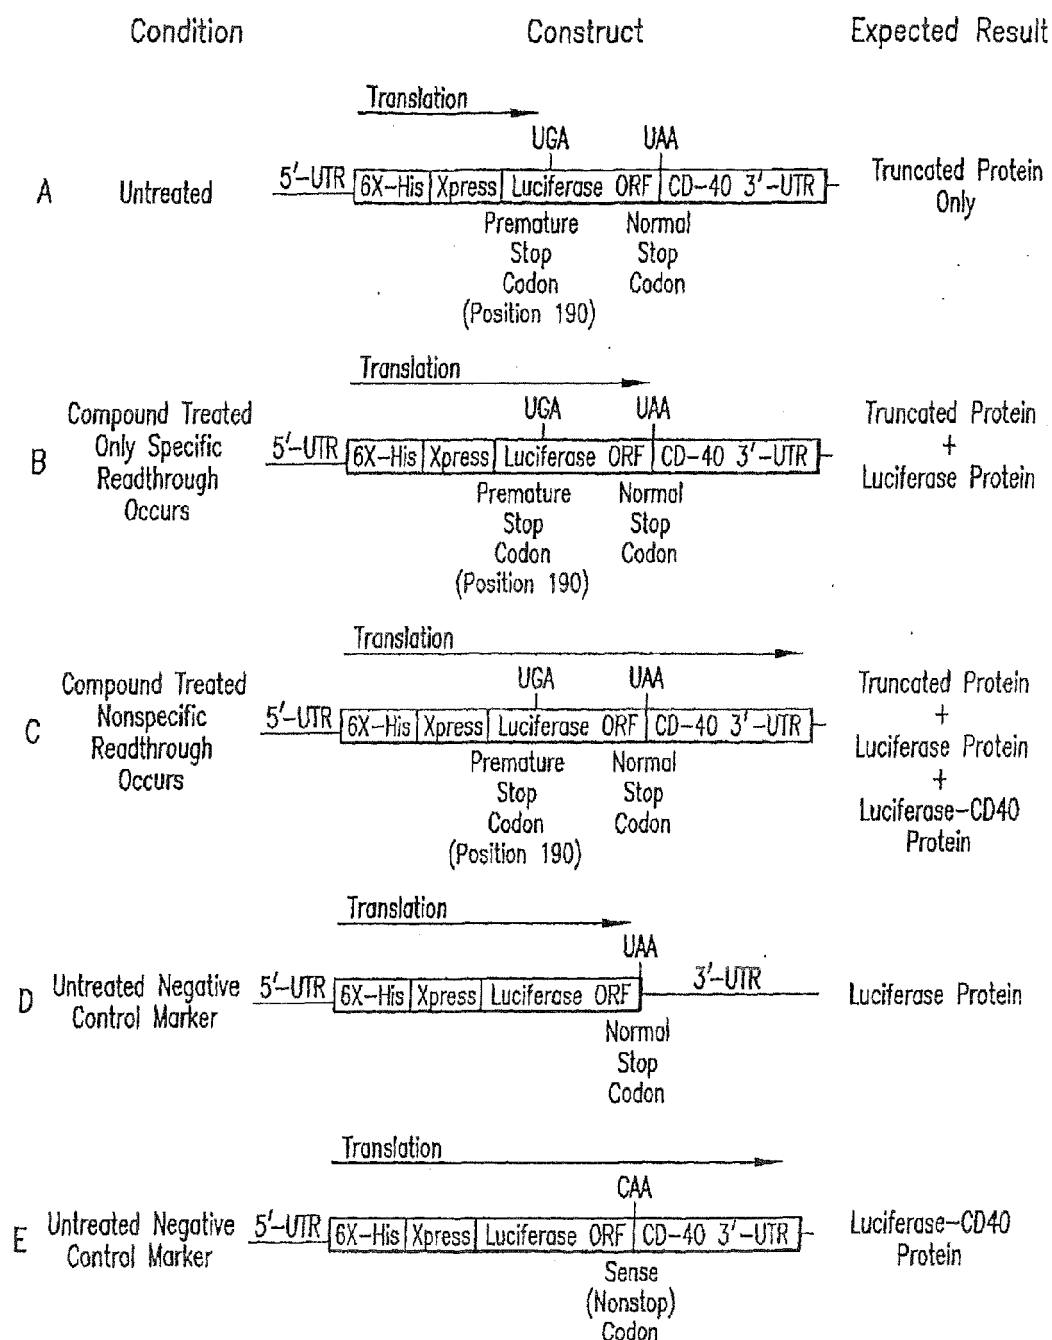 Condition Construct Expected Result
Translation
UGA UAA
A Untreated 5'-UTR 6X-His Xpress Luciferase ORF CD-40 3'-UTR Truncated Protein Only
Premature Stop Codon (Position 190)
Normal Stop Codon
Translation
UGA UAA
B Compound Treated Only Specific Readthrough Occurs 5'-UTR 6X-His Xpress Luciferase ORF CD-40 3'-UTR Truncated Protein + Luciferase Protein
Premature Stop Codon (Position 190)
Normal Stop Codon
Translation
UGA UAA
C Compound Treated Nonspecific Readthrough Occurs 5'-UTR 6X-His Xpress Luciferase ORF CD-40 3'-UTR Truncated Protein + Luciferase Protein + Luciferase-CD40 Protein
Premature Stop Codon (Position 190)
Normal Stop Codon
Translation
UAA
D Untreated Negative Control Marker 5'-UTR 6X-His Xpress Luciferase ORF 3'-UTR Luciferase Protein
Normal Stop Codon
Translation
CAA
E Untreated Negative Control Marker 5'-UTR 6X-His Xpress Luciferase ORF CD-40 3'-UTR Luciferase-CD40 Protein
Sense (Nonstop) Codon